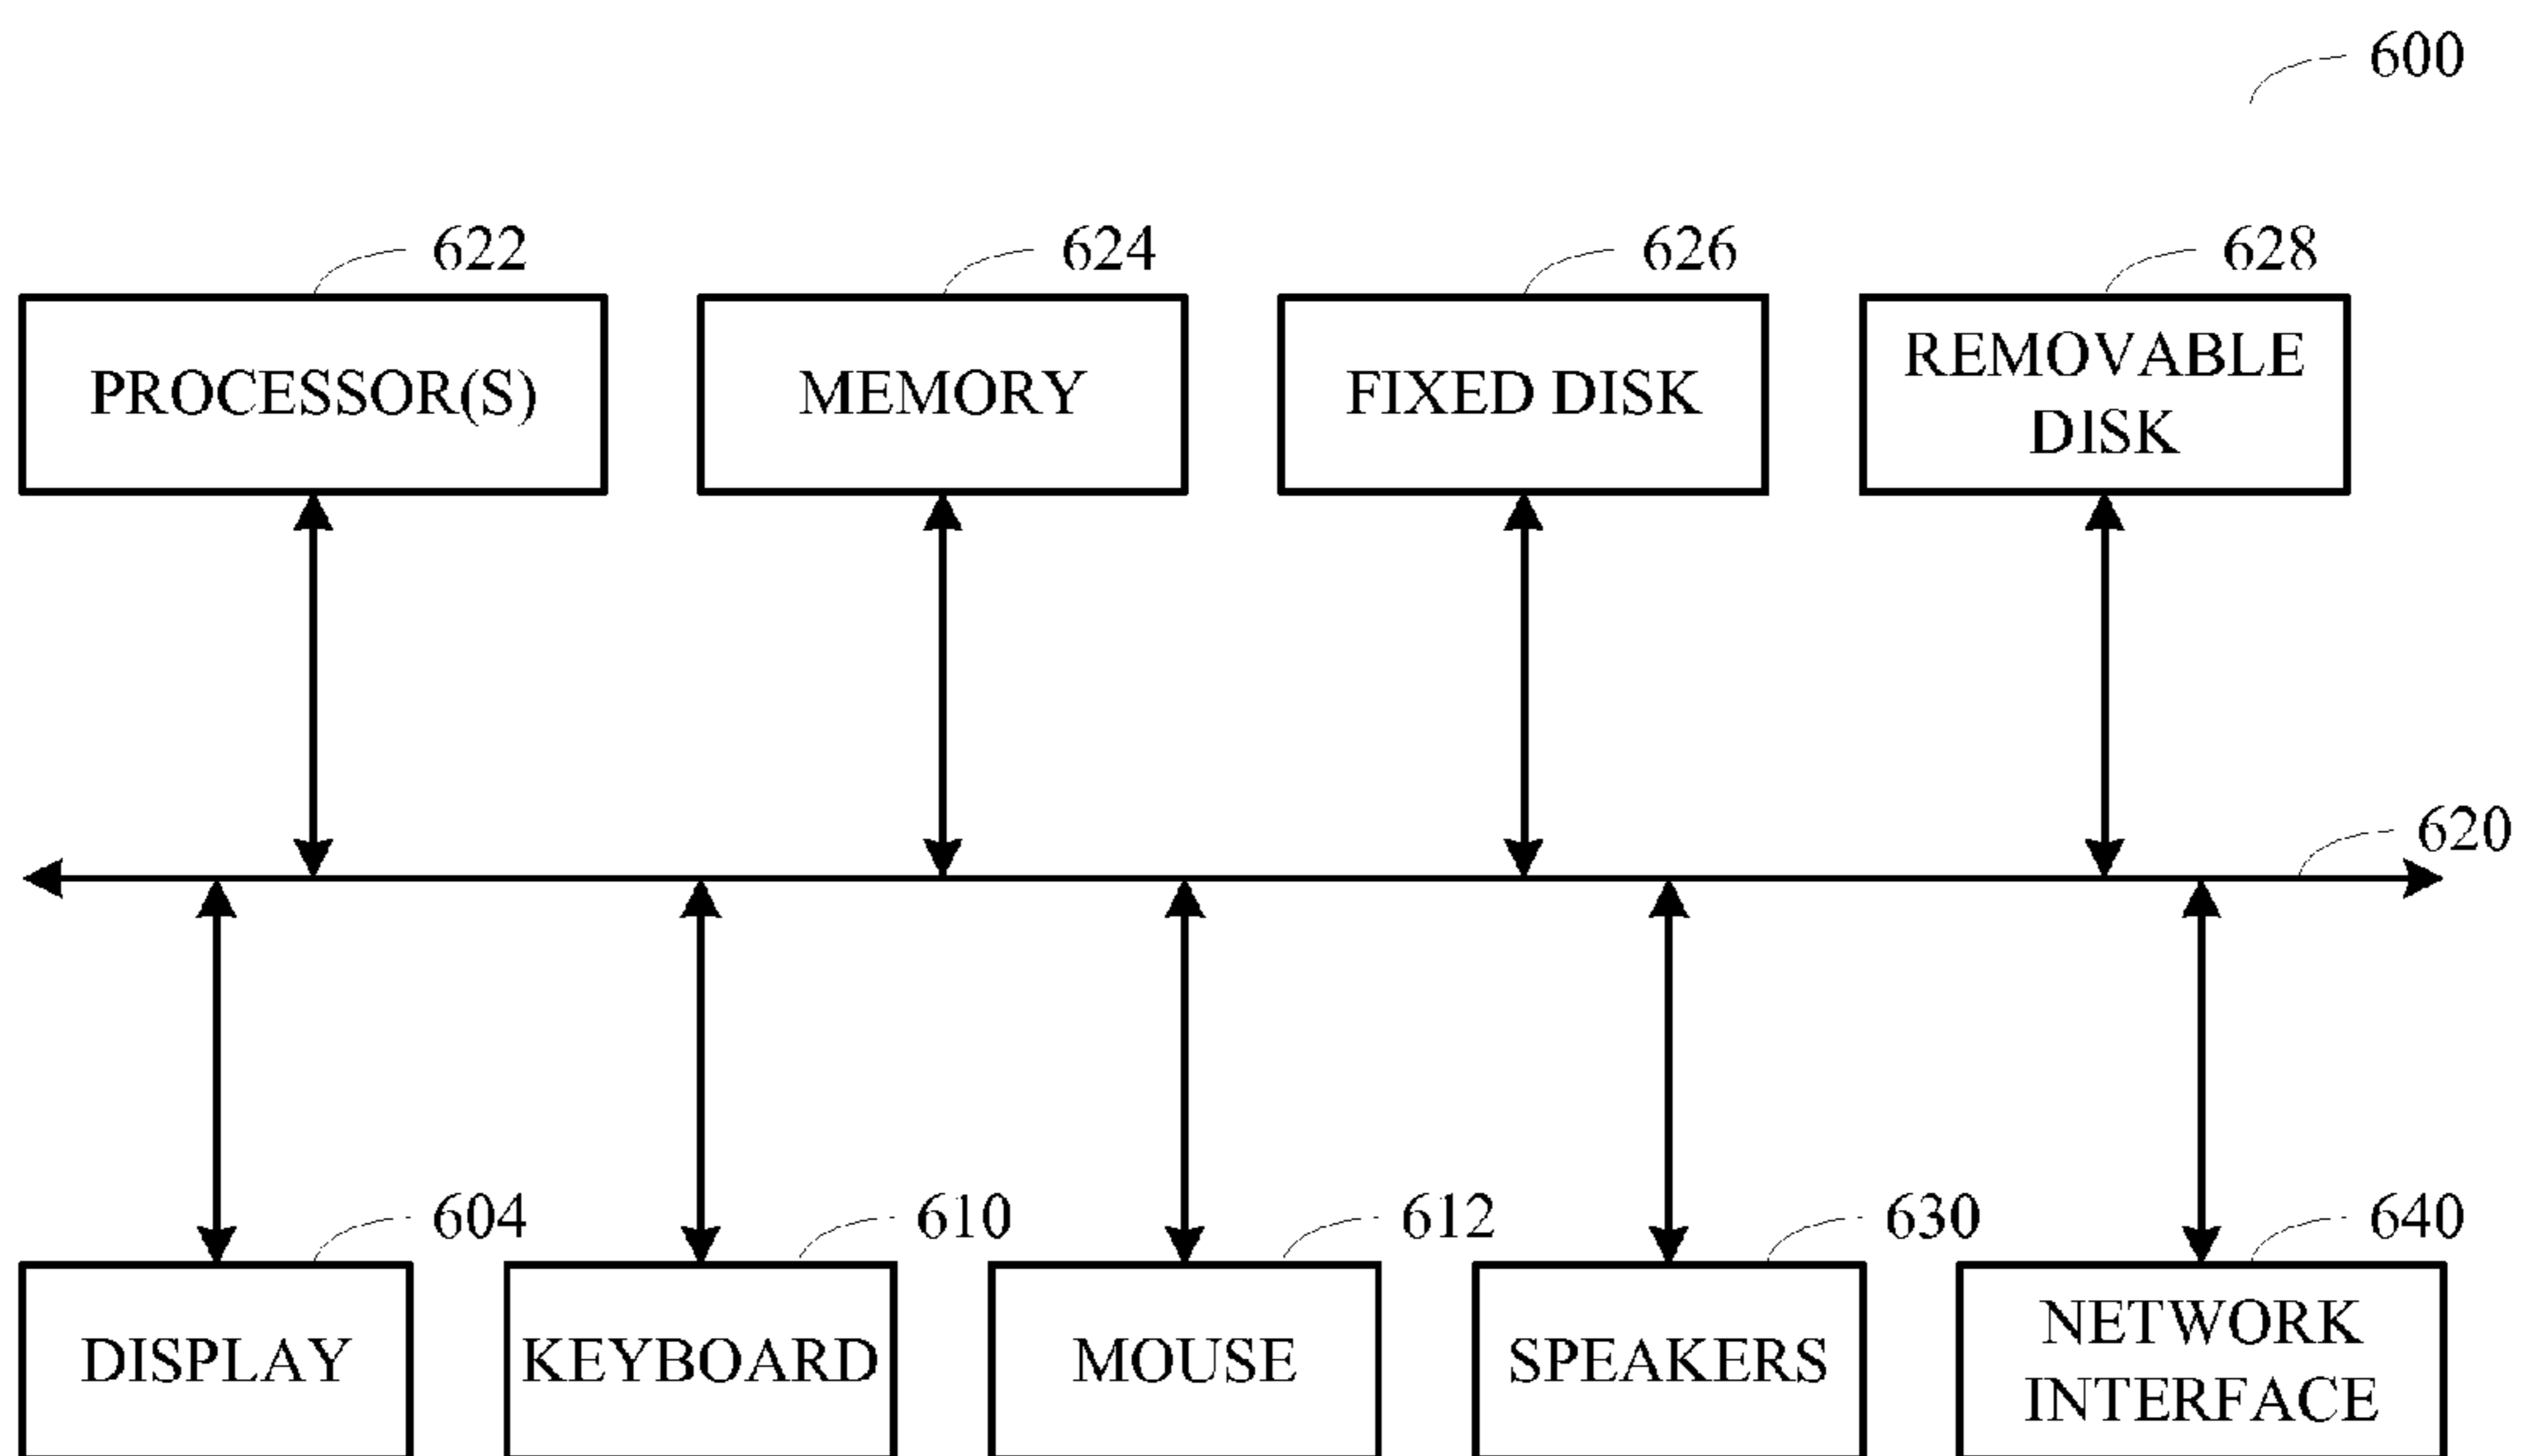 600
622
624
626
628
PROCESSOR(S)
MEMORY
FIXED DISK
REMOVABLE
DISK
620
604
610
612
630
640
DISPLAY
KEYBOARD
MOUSE
SPEAKERS
NETWORK
INTERFACE